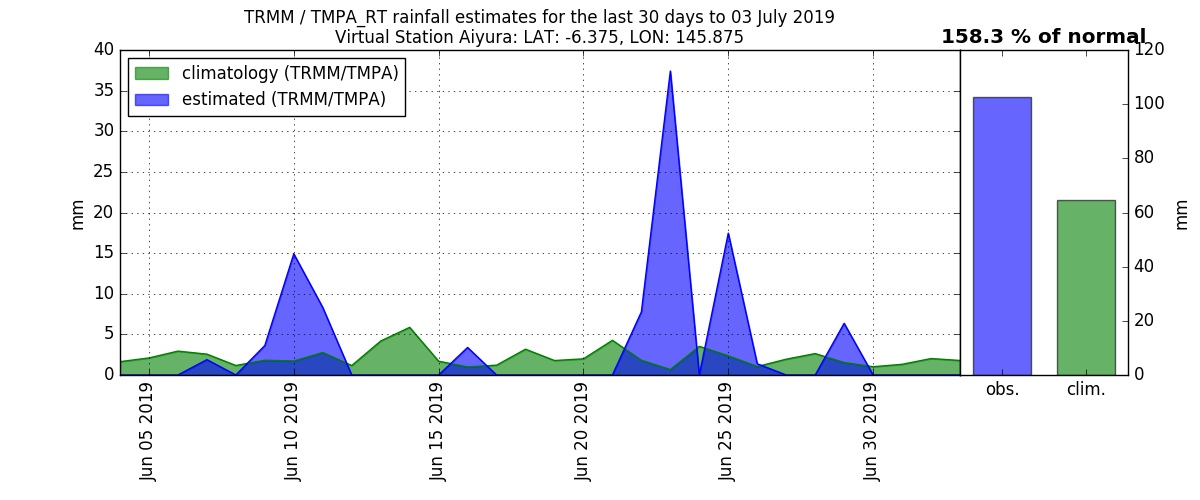 TRMM / TMPA_RT rainfall estimates for the last 30 days to 03 July 2019
Virtual Station Aiyura: LAT: -6.375, LON: 145.875
158.3 % of normal
climatology (TRMM/TMPA)
estimated (TRMM/TMPA)
40
35
30
25
20
15
10
5
0
mm
Jun 05 2019
Jun 10 2019
Jun 15 2019
Jun 20 2019
Jun 25 2019
Jun 30 2019
120
100
80
60
40
20
0
mm
obs.
clim.